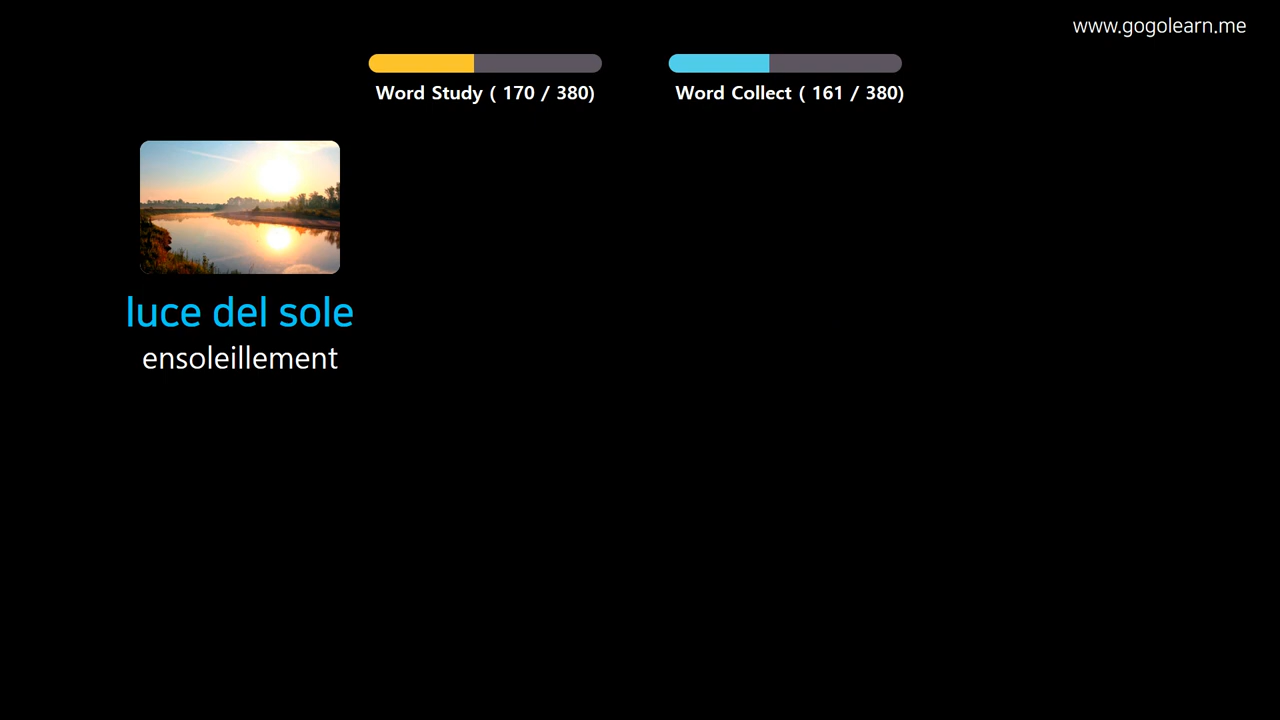 www.gogolearn.me
Word Study ( 170 / 380)
Word Collect ( 161 / 380)
luce del sole
ensoleillement